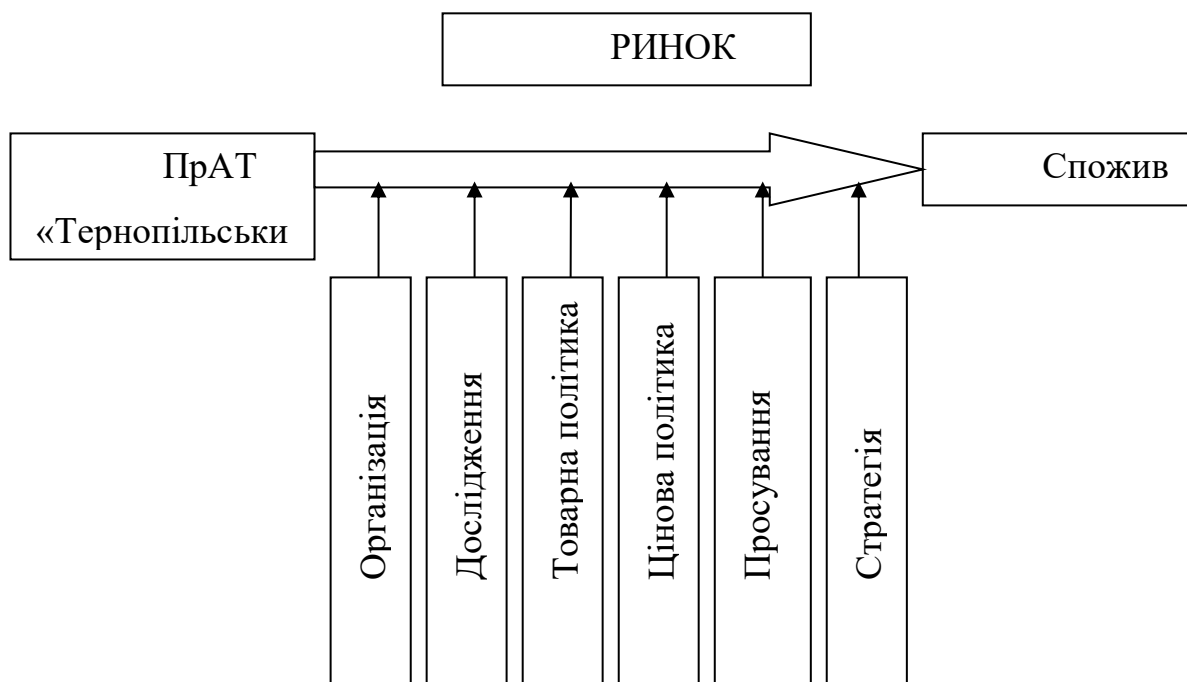 РИНОК
ПрАТ
«Тернопільськи
Спожив
Організація
Дослідження
Товарна політика
Цінова політика
Просування
Стратегія